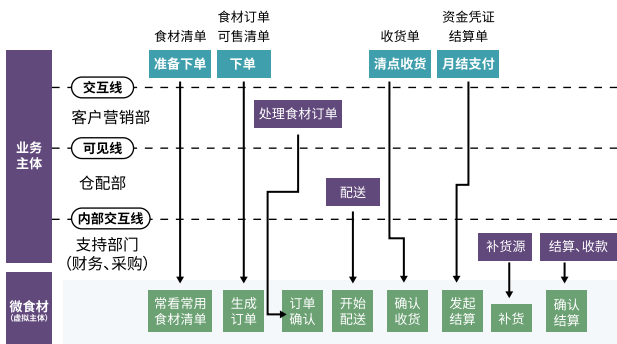 食材清单
食材订单
可售清单
收货单
资金凭证
结算单
准备下单
下单
清点收货
月结支付
交互线
客户营销部
处理食材订单
业务
主体
可见线
仓配部
配送
内部交互线
支持部门
（财务、采购）
补货源
结算、收款
微食材
（虚拟主体）
常看常用
食材清单
生成
订单
订单
确认
开始
配送
确认
收货
发起
结算
补货
确认
结算